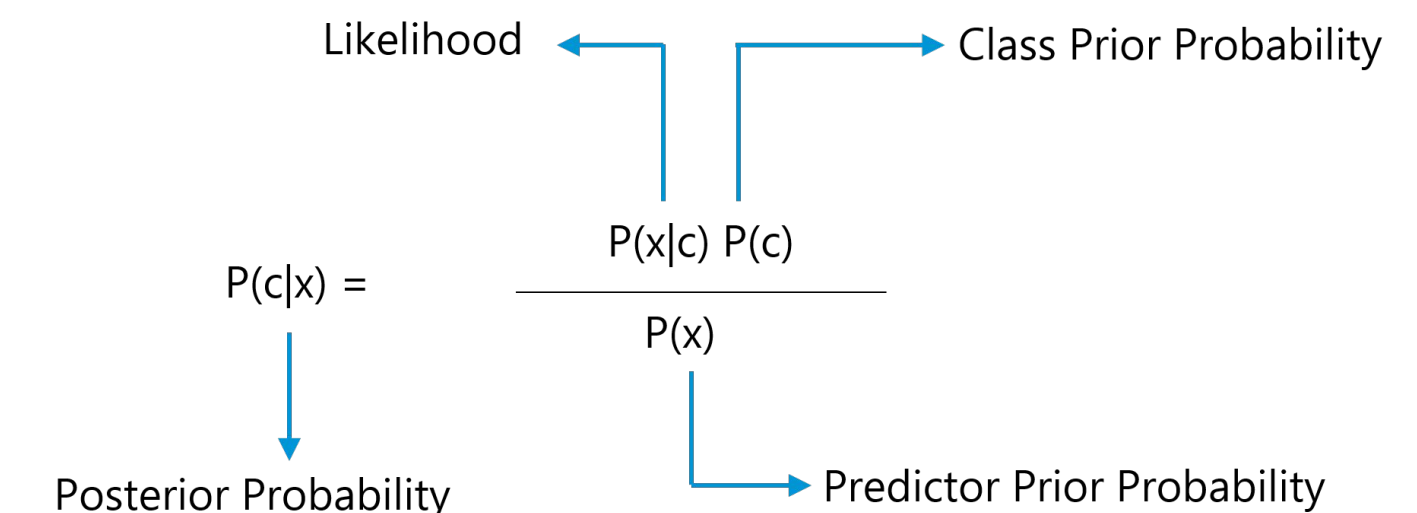 Likelihood
Class Prior Probability
P(x|c) P(c)
P(c|x) =
P(x)
Posterior Probability
Predictor Prior Probability